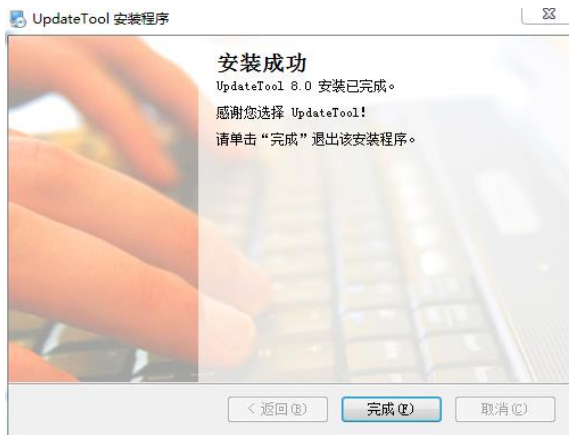 UpdateTool 安装程序
安装成功
UpdateTool 8.0 安装已完成。
感谢您选择 UpdateTool!
请单击“完成”退出该安装程序。
< 返回(B)
完成(F)
取消(C)